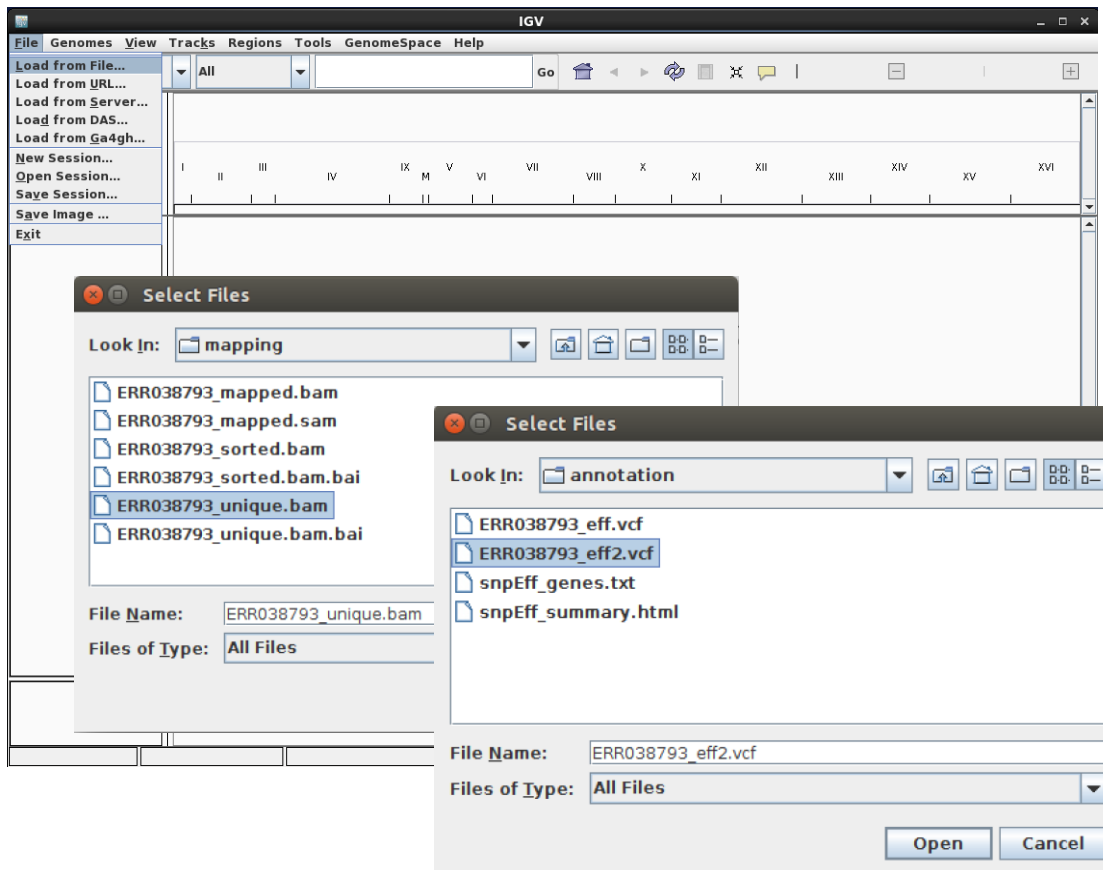 IGV
File Genomes View Tracks Regions Tools GenomeSpace Help
Load from File...
All
Go
Load from URL...
Load from Server...
Load from DAS...
Load from Ga4gh...
New Session...
Open Session...
Save Session...
Save Image ...
Exit
I II III IV IX M V VI VII VIII X XI XII XIII XIV XV XVI
Select Files
Look In: mapping
ERR038793_mapped.bam
ERR038793_mapped.sam
ERR038793_sorted.bam
ERR038793_sorted.bam.bai
ERR038793_unique.bam
ERR038793_unique.bam.bai
File Name: ERR038793_unique.bam
Files of Type: All Files
Select Files
Look In: annotation
ERR038793_eff.vcf
ERR038793_eff2.vcf
snpEff_genes.txt
snpEff_summary.html
File Name: ERR038793_eff2.vcf
Files of Type: All Files
Open Cancel